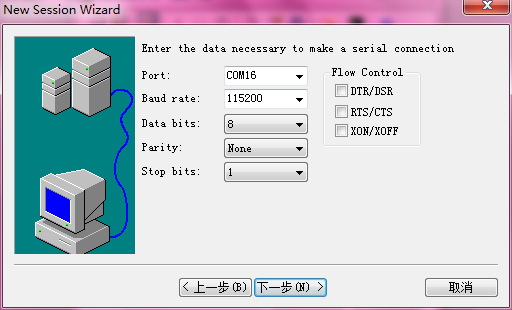 New Session Wizard
Enter the data necessary to make a serial connection
Port: COM16
Baud rate: 115200
Data bits: 8
Parity: None
Stop bits: 1
Flow Control
DTR/DSR
RTS/CTS
XON/XOFF
< 上一步(B) 下一步(N) > 取消